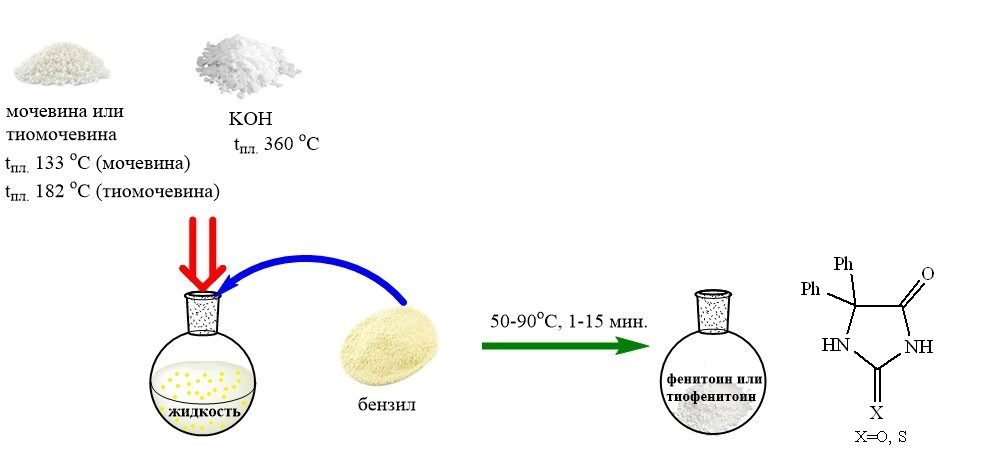 мочевина или
тиомочевина
tпл. 133 °C (мочевина)
tпл. 182 °C (тиомочевина)
KOH
tпл. 360 °C
жидкость
бензил
50-90°C, 1-15 мин.
фенитоин или
тиофенитоин
Ph
Ph
O
HN
NH
X
X=O, S